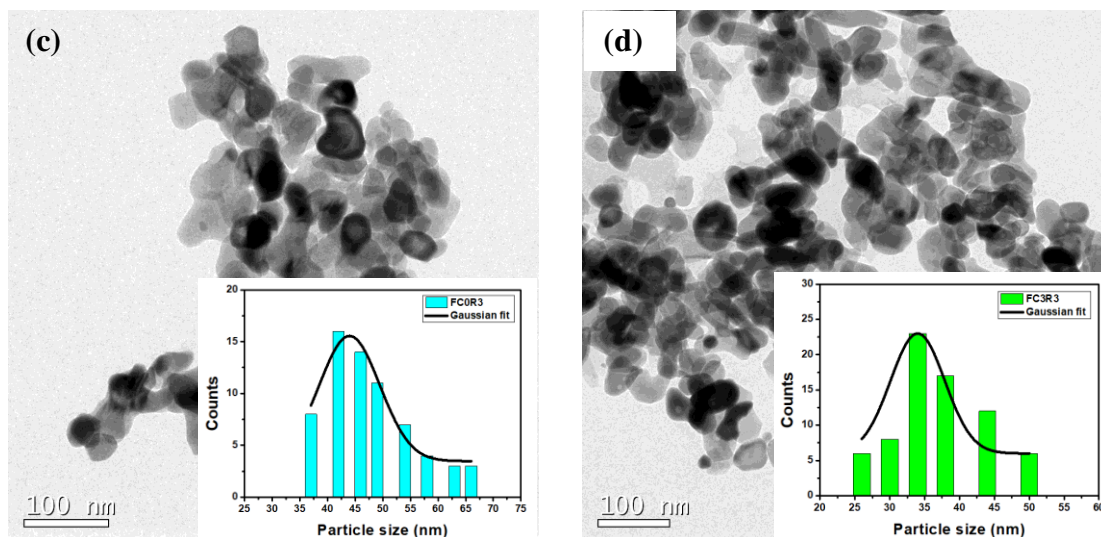 (c)
(d)
20
15
10
5
0
Counts
FC0R3
Gaussian fit
25 30 35 40 45 50 55 60 65 70 75
Particle size (nm)
100 nm
30
25
20
15
10
5
0
Counts
FC3R3
Gaussian fit
20 25 30 35 40 45 50 55 60
Particle size (nm)
100 nm